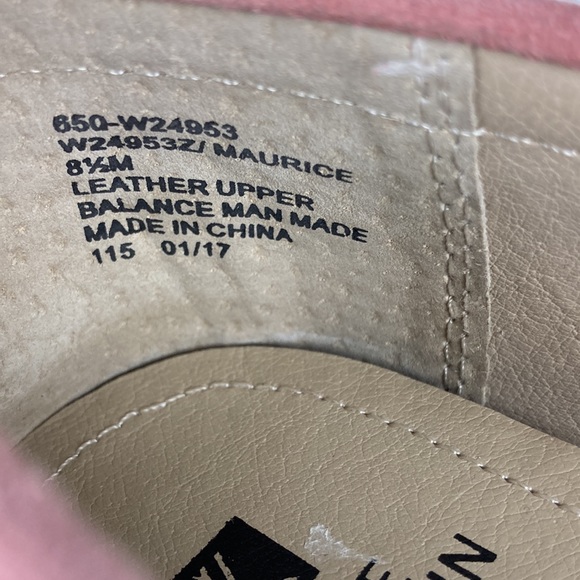 650-W24953
W24953Z/ MAURICE
8½M
LEATHER UPPER
BALANCE MAN MADE
MADE IN CHINA
115 01/17